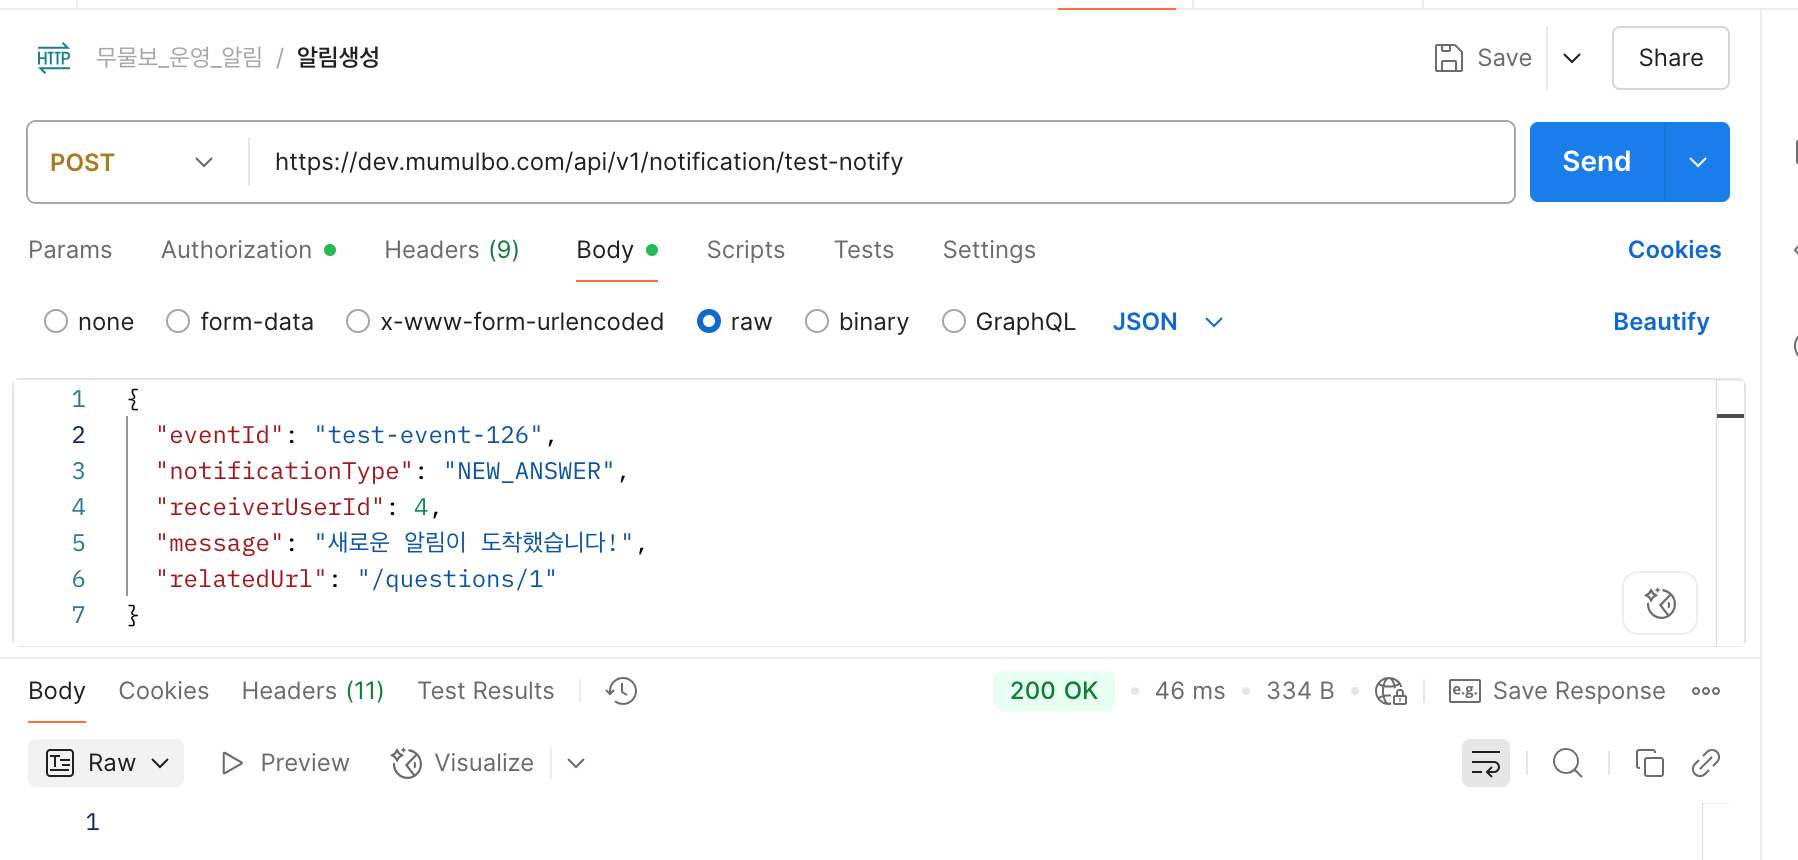 HTTP 무물보_운영_알림 / 알림생성 Save Share
POST https://dev.mumulbo.com/api/v1/notification/test-notify Send
Params Authorization Headers (9) Body Scripts Tests Settings Cookies
none form-data x-www-form-urlencoded raw binary GraphQL JSON Beautify
1 {
2 "eventId": "test-event-126",
3 "notificationType": "NEW_ANSWER",
4 "receiverUserId": 4,
5 "message": "새로운 알림이 도착했습니다!",
6 "relatedUrl": "/questions/1"
7 }
Body Cookies Headers (11) Test Results 200 OK 46 ms 334 B e.g. Save Response
Raw Preview Visualize
1